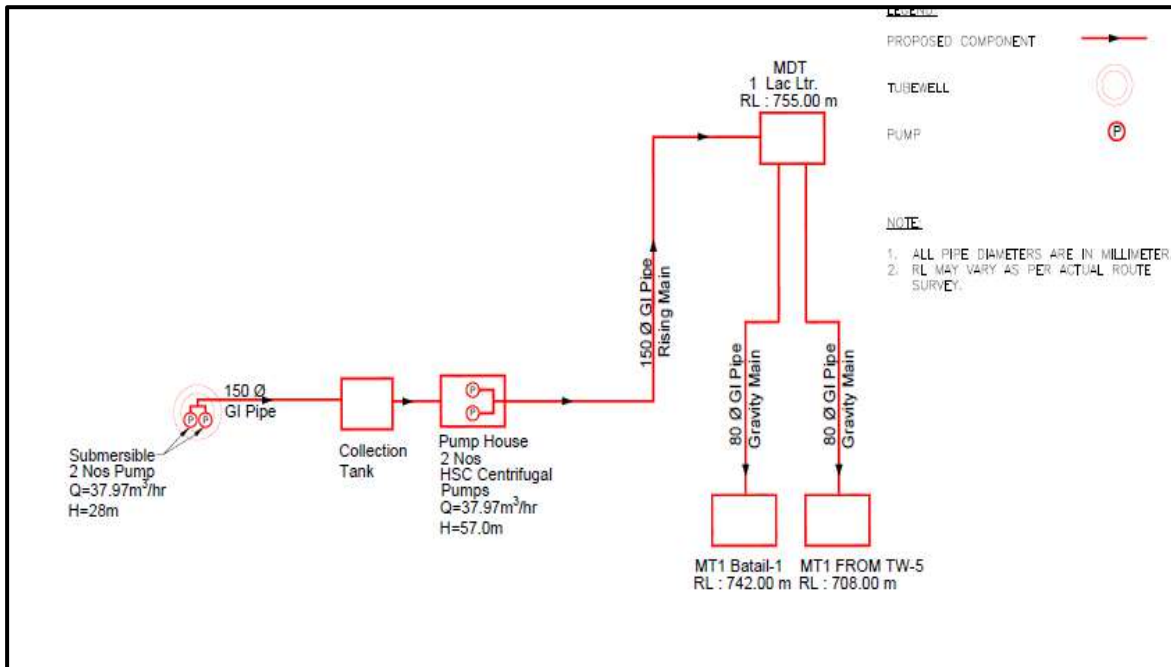 LEGEND:
PROPOSED COMPONENT
TUBEWELL
PUMP
P
NOTE:
1. ALL PIPE DIAMETERS ARE IN MILLIMETER.
2. RL MAY VARY AS PER ACTUAL ROUTE
SURVEY.
MDT
1 Lac Ltr.
RL : 755.00 m
150 Ø GI Pipe
Rising Main
80 Ø GI Pipe
Gravity Main
80 Ø GI Pipe
Gravity Main
150 Ø
GI Pipe
P P
Submersible
2 Nos Pump
Q=37.97m³/hr
H=28m
Collection
Tank
P
P
Pump House
2 Nos
HSC Centrifugal
Pumps
Q=37.97m³/hr
H=57.0m
MT1 Batail-1
RL : 742.00 m
MT1 FROM TW-5
RL : 708.00 m